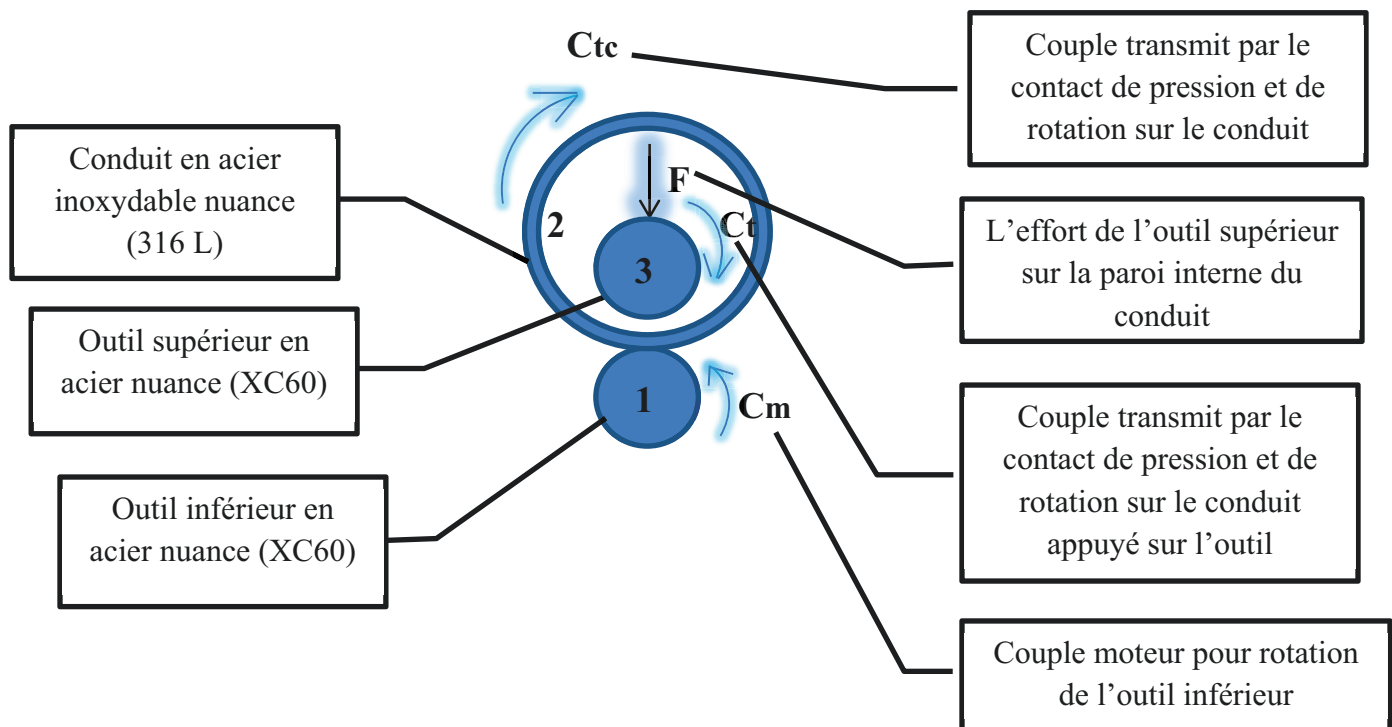 Ctc
Couple transmit par le
contact de pression et de
rotation sur le conduit
Conduit en acier
inoxydable nuance
(316 L)
F
2
Ct
3
L’effort de l’outil supérieur
sur la paroi interne du
conduit
Outil supérieur en
acier nuance (XC60)
1
Cm
Couple transmit par le
contact de pression et de
rotation sur le conduit
appuyé sur l’outil
Outil inférieur en
acier nuance (XC60)
Couple moteur pour rotation
de l’outil inférieur